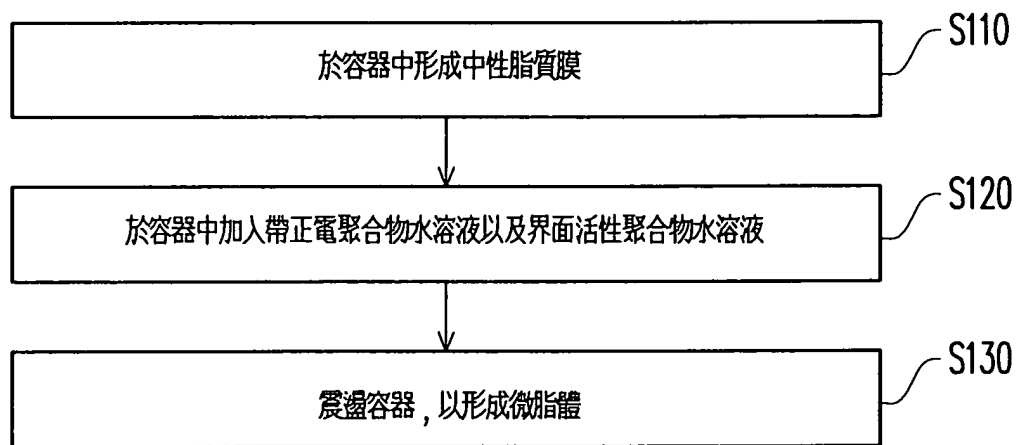 於容器中形成中性脂質膜
S110
於容器中加入帶正電聚合物水溶液以及界面活性聚合物水溶液
S120
震盪容器,以形成微脂體
S130